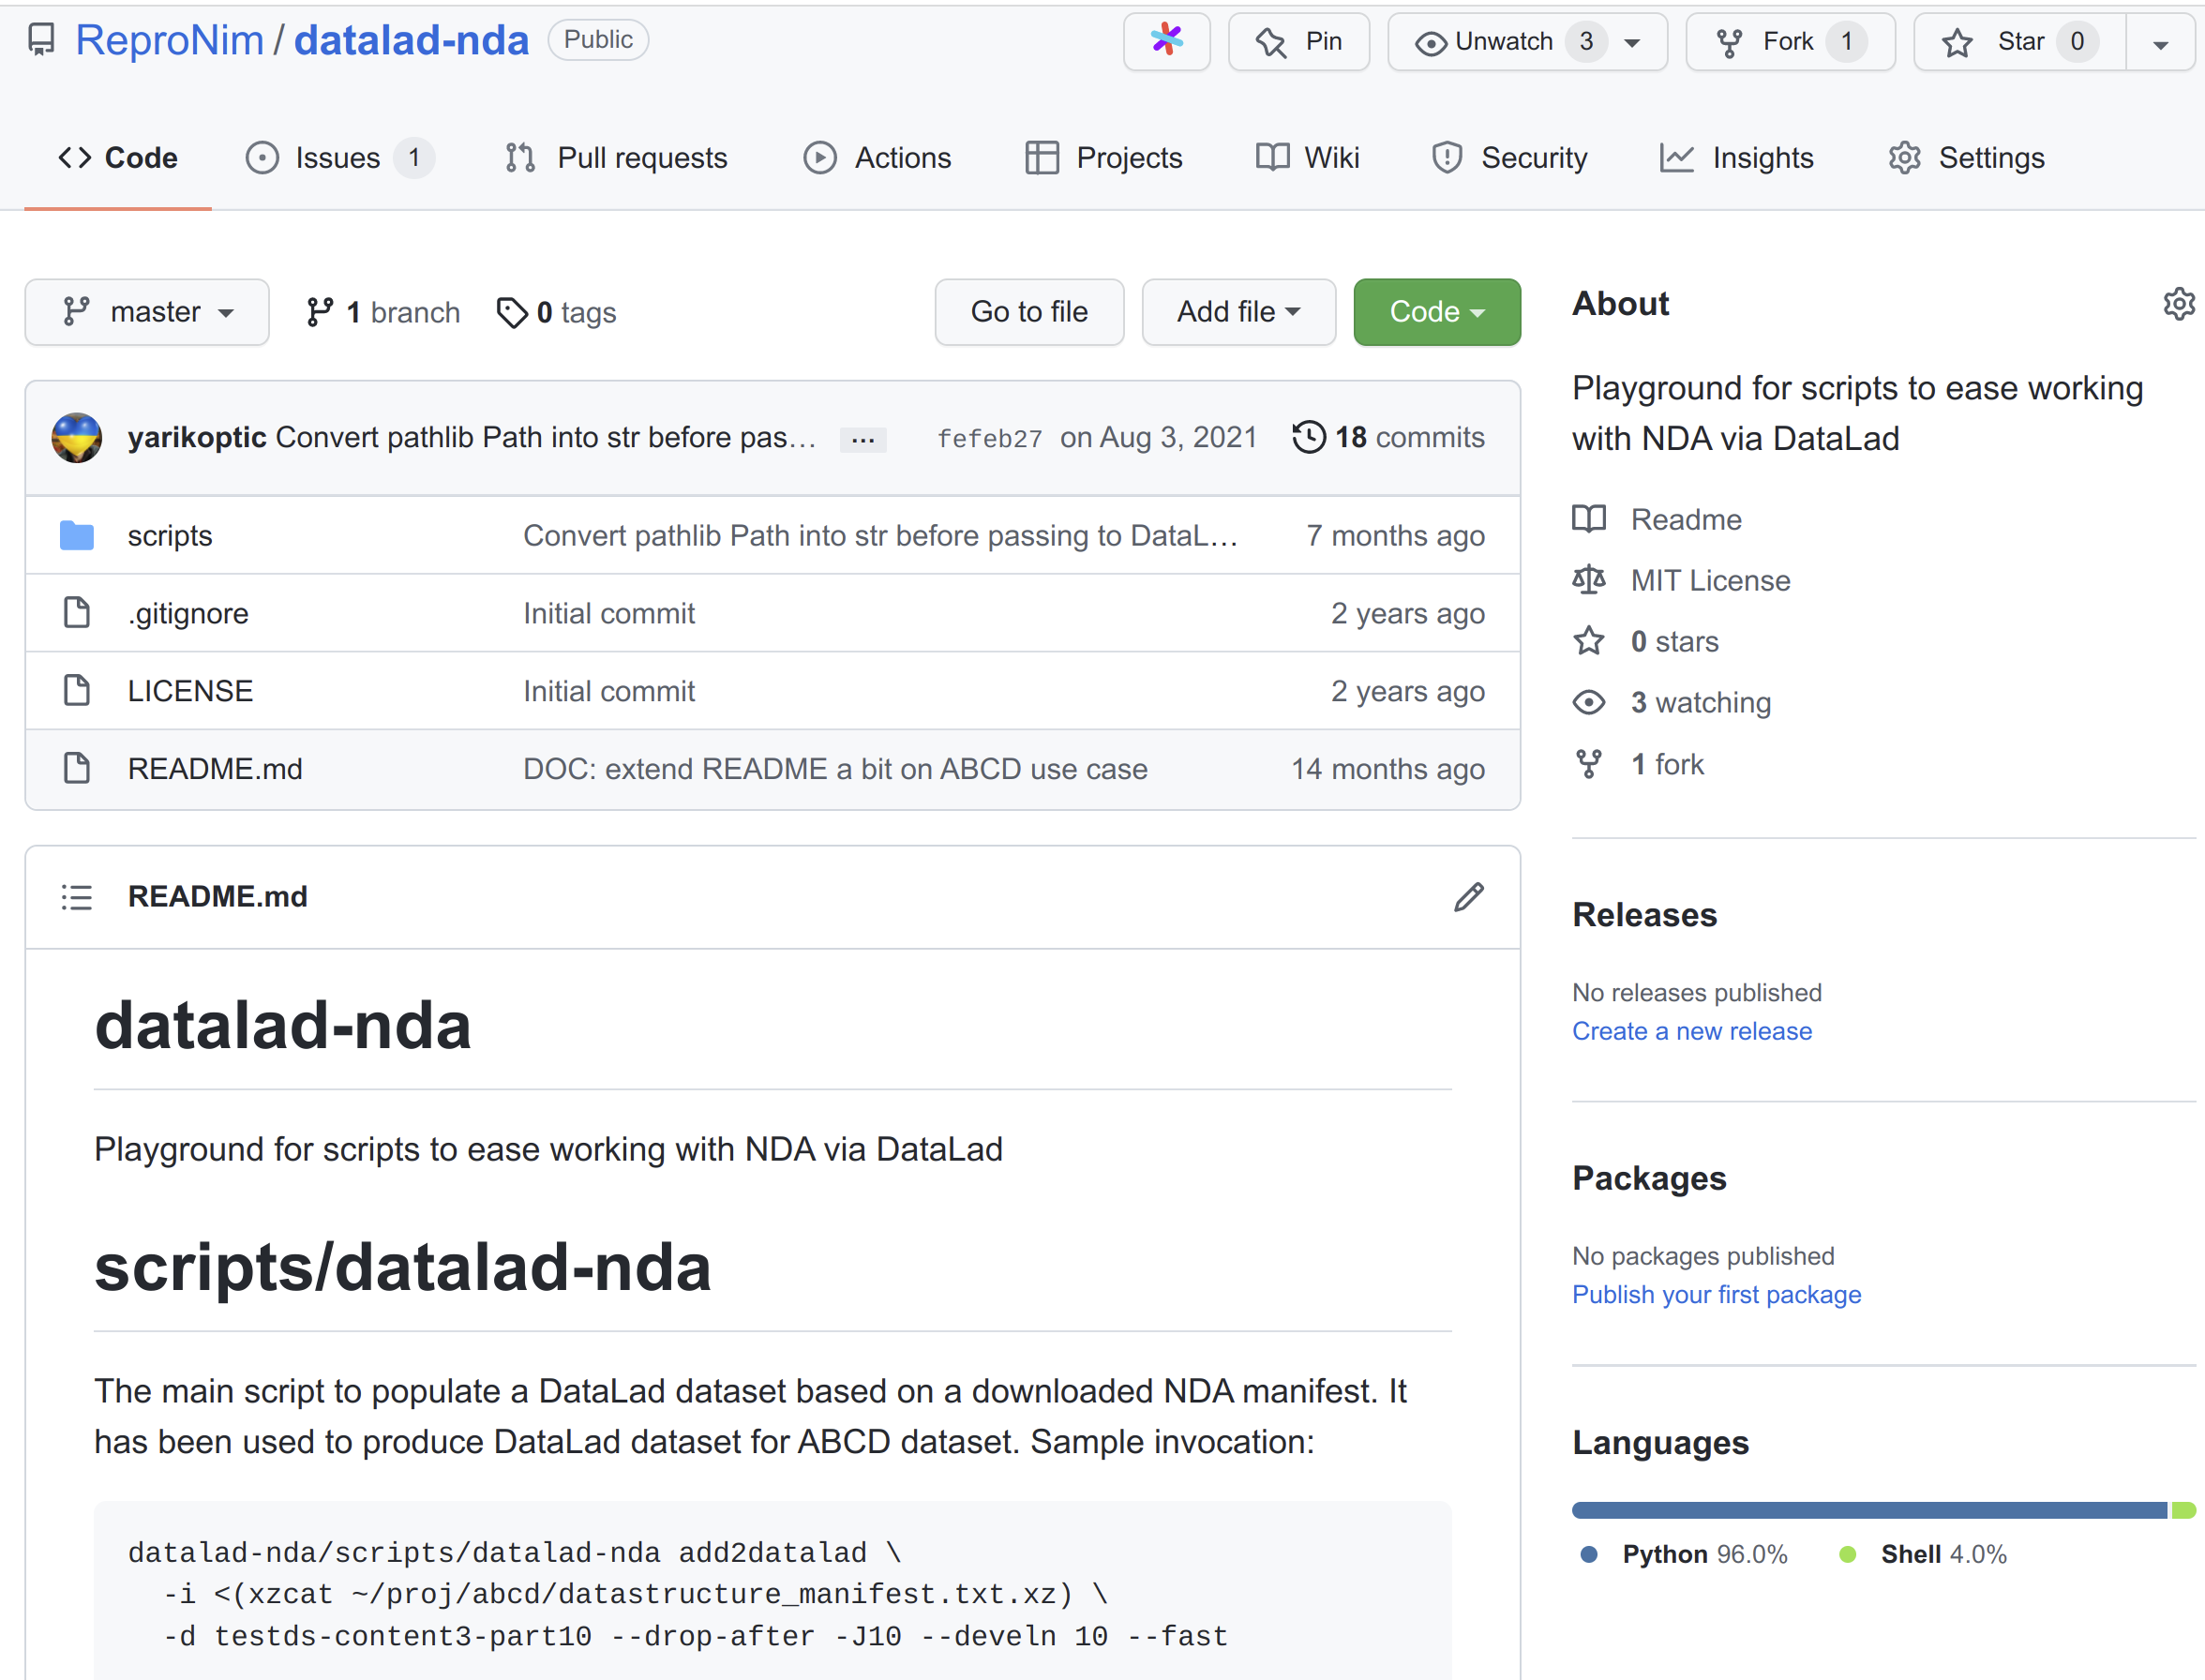 ReproNim / datalad-nda Public Pin Unwatch 3 Fork 1 Star 0
Code Issues 1 Pull requests Actions Projects Wiki Security Insights Settings
master 1 branch 0 tags Go to file Add file Code
yarikoptic Convert pathlib Path into str before pas… ... fefeb27 on Aug 3, 2021 18 commits
scripts Convert pathlib Path into str before passing to DataL… 7 months ago
.gitignore Initial commit 2 years ago
LICENSE Initial commit 2 years ago
README.md DOC: extend README a bit on ABCD use case 14 months ago
README.md
datalad-nda
Playground for scripts to ease working with NDA via DataLad
scripts/datalad-nda
The main script to populate a DataLad dataset based on a downloaded NDA manifest. It
has been used to produce DataLad dataset for ABCD dataset. Sample invocation:
datalad-nda/scripts/datalad-nda add2datalad \
  -i <(xzcat ~/proj/abcd/datastructure_manifest.txt.xz) \
  -d testds-content3-part10 --drop-after -J10 --develn 10 --fast
About
Playground for scripts to ease working
with NDA via DataLad
Readme
MIT License
0 stars
3 watching
1 fork
Releases
No releases published
Create a new release
Packages
No packages published
Publish your first package
Languages
Python 96.0% Shell 4.0%